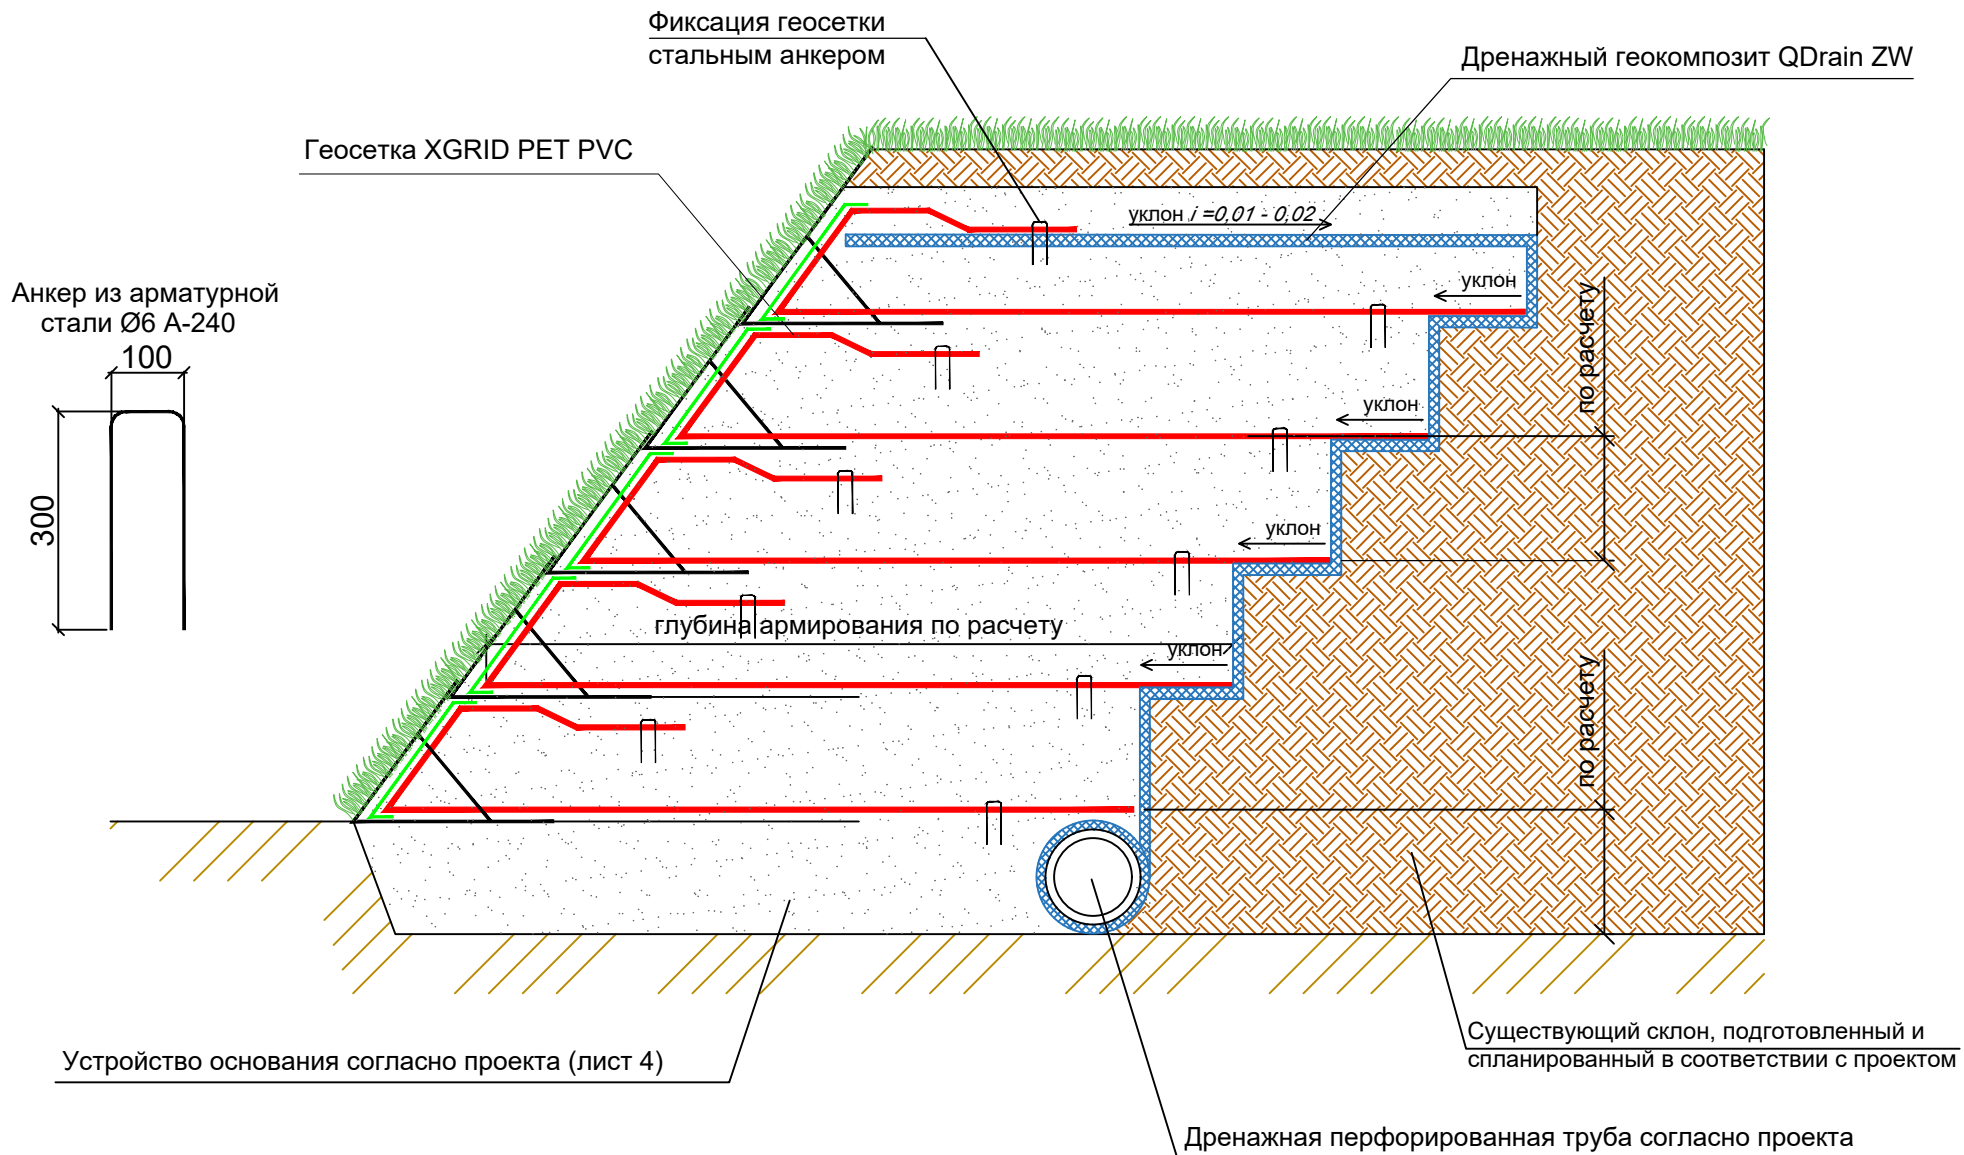 Фиксация геосетки
стальным анкером
Дренажный геокомпозит QDrain ZW
Геосетка XGRID PET PVC
уклон i =0,01 - 0,02
уклон
Анкер из арматурной
стали Ø6 А-240
100
300
по расчету
уклон
уклон
глубина армирования по расчету
уклон
по расчету
Существующий склон, подготовленный и
спланированный в соответствии с проектом
Устройство основания согласно проекта (лист 4)
Дренажная перфорированная труба согласно проекта